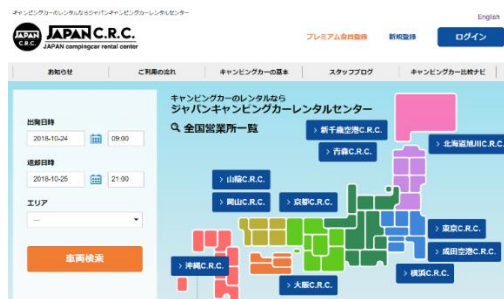 キャンピングカーのレンタルならジャパンキャンピングカーレンタルセンター
English
JAPAN C.R.C.
JAPAN C.R.C.
JAPAN campingcar rental center
プレミアム会員登録
新規登録
ログイン
お知らせ
ご利用の流れ
キャンピングカーの基本
スタッフブログ
キャンピングカー比較ナビ
キャンピングカーのレンタルなら
ジャパンキャンピングカーレンタルセンター
全国営業所一覧
出発日時
2018-10-24
09:00
返却日時
2018-10-25
21:00
エリア
---
車両検索
> 新千歳空港C.R.C.
> 北海道旭川C.R.C.
> 青森C.R.C.
> 山陽C.R.C.
> 岡山C.R.C.
> 京都C.R.C.
> 東京C.R.C.
> 成田空港C.R.C.
> 横浜C.R.C.
> 沖縄C.R.C.
> 大阪C.R.C.